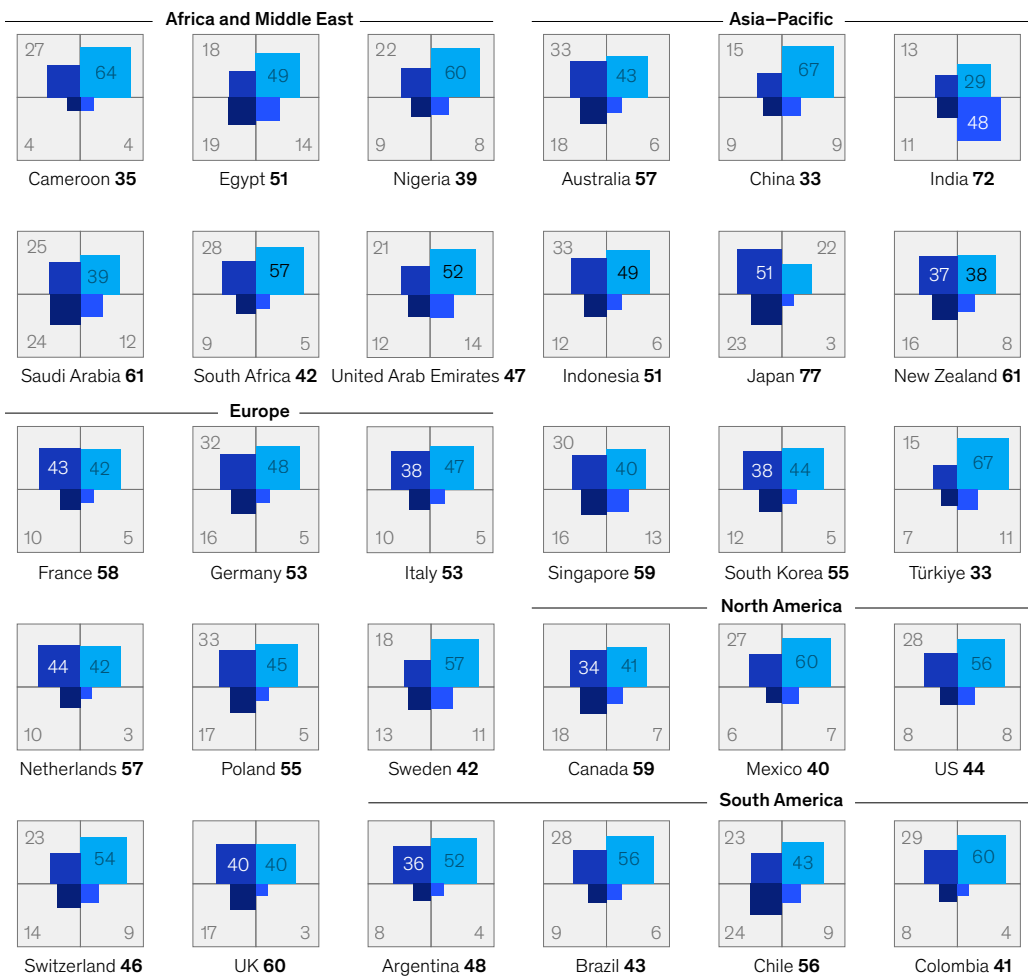 Africa and Middle East
Asia–Pacific
27 64 18 49 22 60 33 43 15 67 13 29
48
4 4 19 14 9 8 18 6 9 9 11
Cameroon 35 Egypt 51 Nigeria 39 Australia 57 China 33 India 72
25 39 28 57 21 52 33 49 51 22 37 38
24 12 9 5 12 14 12 6 23 3 16 8
Saudi Arabia 61 South Africa 42 United Arab Emirates 47 Indonesia 51 Japan 77 New Zealand 61
Europe
43 42 32 48 38 47 30 40 38 44 15 67
10 5 16 5 10 5 16 13 12 5 7 11
France 58 Germany 53 Italy 53 Singapore 59 South Korea 55 Türkiye 33
North America
44 42 33 45 18 57 34 41 27 60 28 56
10 3 17 5 13 11 18 7 6 7 8 8
Netherlands 57 Poland 55 Sweden 42 Canada 59 Mexico 40 US 44
South America
23 54 40 40 36 52 28 56 23 43 29 60
14 9 17 3 8 4 9 6 24 9 8 4
Switzerland 46 UK 60 Argentina 48 Brazil 43 Chile 56 Colombia 41